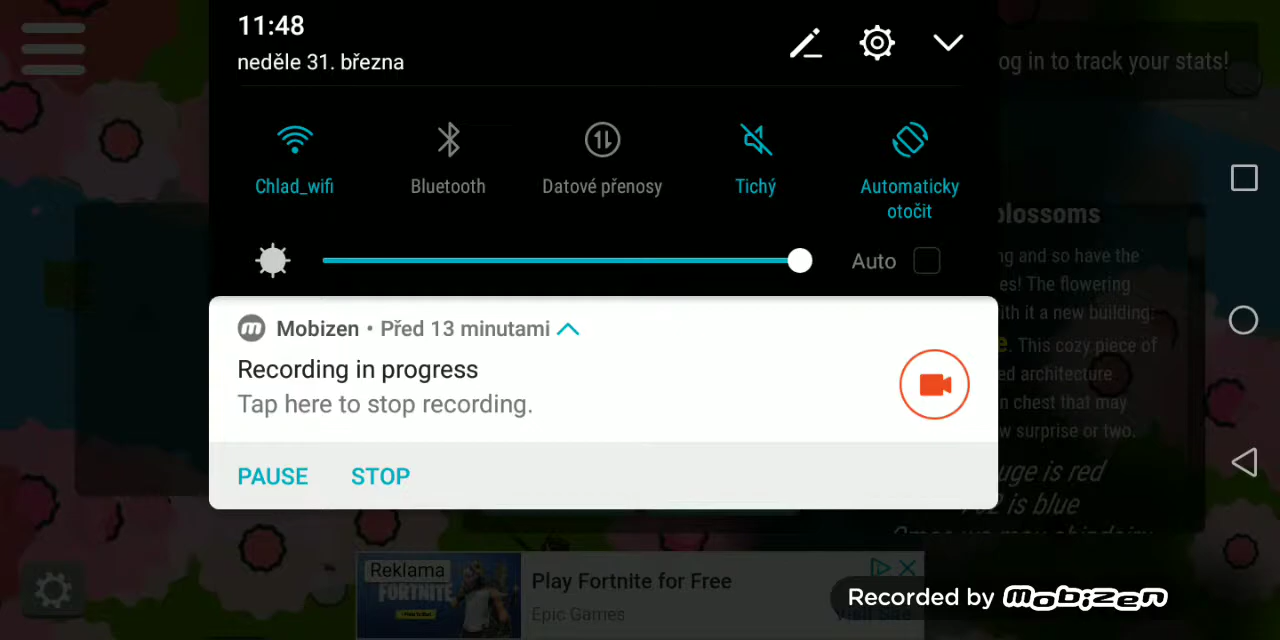 11:48
neděle 31. března
og in to track your stats!
Chlad_wifi
Bluetooth
Datové přenosy
Tichý
Automaticky
otočit
Auto
lossoms
ng and so have the
es! The flowering
ith it a new building.
e. This cozy piece of
ed architecture
n chest that may
w surprise or two.
uge is red
is blue
Mobizen • Před 13 minutami
Recording in progress
Tap here to stop recording.
PAUSE STOP
Reklama
FORTNITE
Play Fortnite for Free
Epic Games
Recorded by mobizen